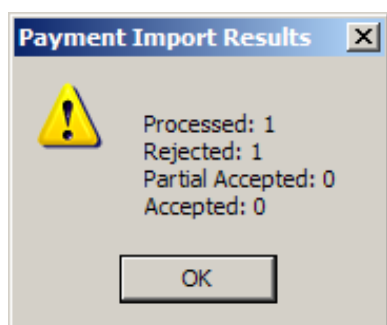 Payment Import Results
Processed: 1
Rejected: 1
Partial Accepted: 0
Accepted: 0
OK